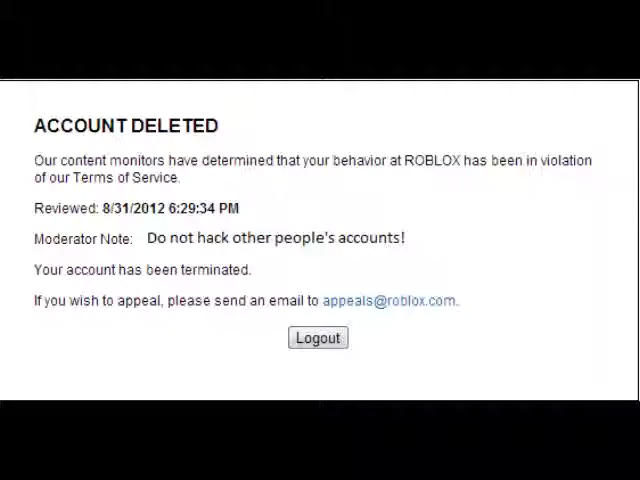 ACCOUNT DELETED
Our content monitors have determined that your behavior at ROBLOX has been in violation
of our Terms of Service.
Reviewed: 8/31/2012 6:29:34 PM
Moderator Note: Do not hack other people's accounts!
Your account has been terminated.
If you wish to appeal, please send an email to appeals@roblox.com.
Logout